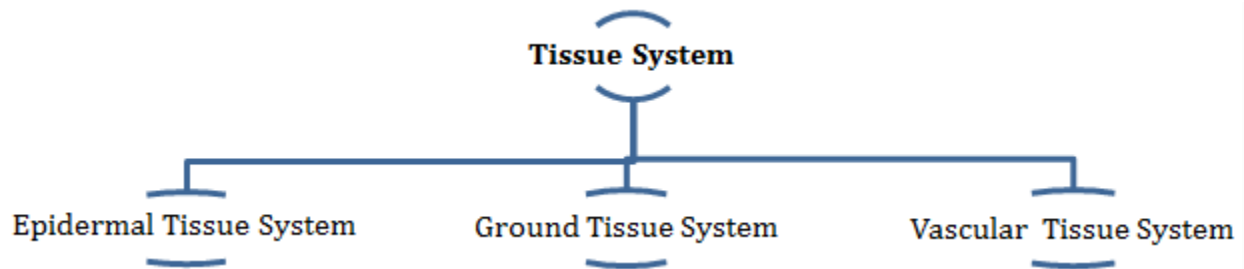 Tissue System
Epidermal Tissue System
Ground Tissue System
Vascular Tissue System